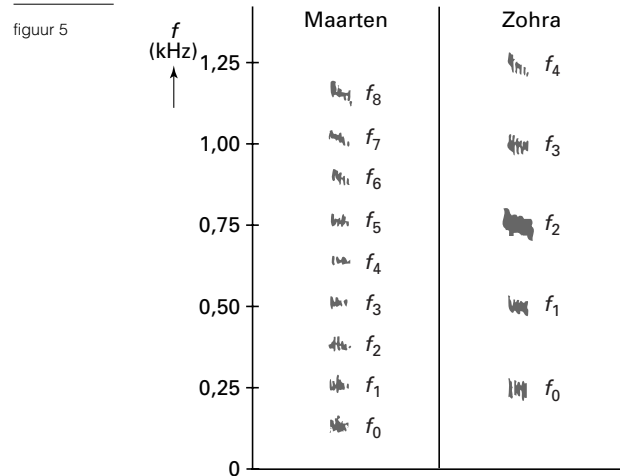 figuur 5
f
(kHz)
Maarten
Zohra
1,25
1,00
0,75
0,50
0,25
0
f8
f7
f6
f5
f4
f3
f2
f1
f0
f4
f3
f2
f1
f0